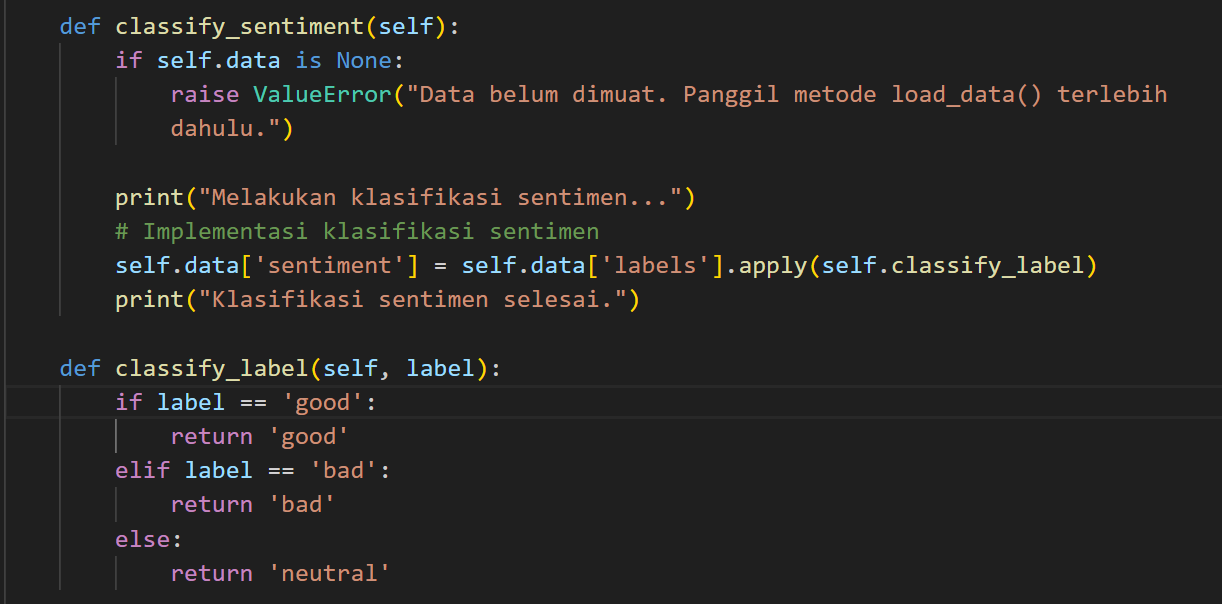 def classify_sentiment(self):
    if self.data is None:
        raise ValueError("Data belum dimuat. Panggil metode load_data() terlebih
        dahulu.")

    print("Melakukan klasifikasi sentimen...")
    # Implementasi klasifikasi sentimen
    self.data['sentiment'] = self.data['labels'].apply(self.classify_label)
    print("Klasifikasi sentimen selesai.")

def classify_label(self, label):
    if label == 'good':
        return 'good'
    elif label == 'bad':
        return 'bad'
    else:
        return 'neutral'